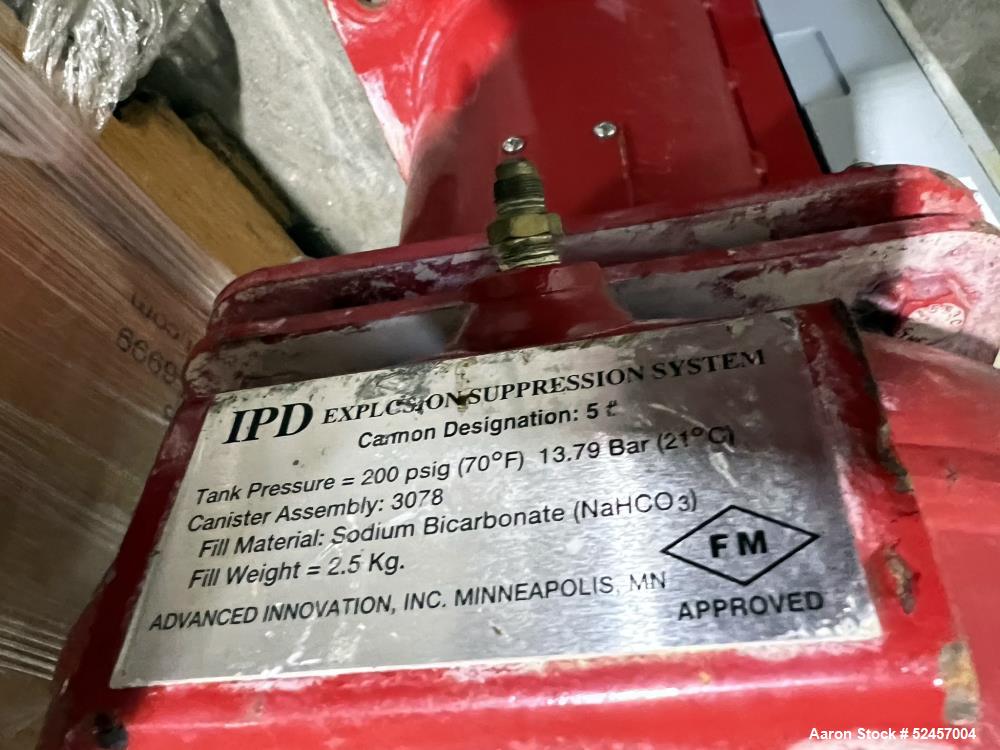 IPD EXPLOSION SUPPRESSION SYSTEM
Cannon Designation: 5 ℓ
Tank Pressure = 200 psig (70°F) 13.79 Bar (21°C)
Canister Assembly: 3078
Fill Material: Sodium Bicarbonate (NaHCO3)
Fill Weight = 2.5 Kg.
FM
ADVANCED INNOVATION, INC. MINNEAPOLIS, MN
APPROVED
Aaron Stock # 52457004